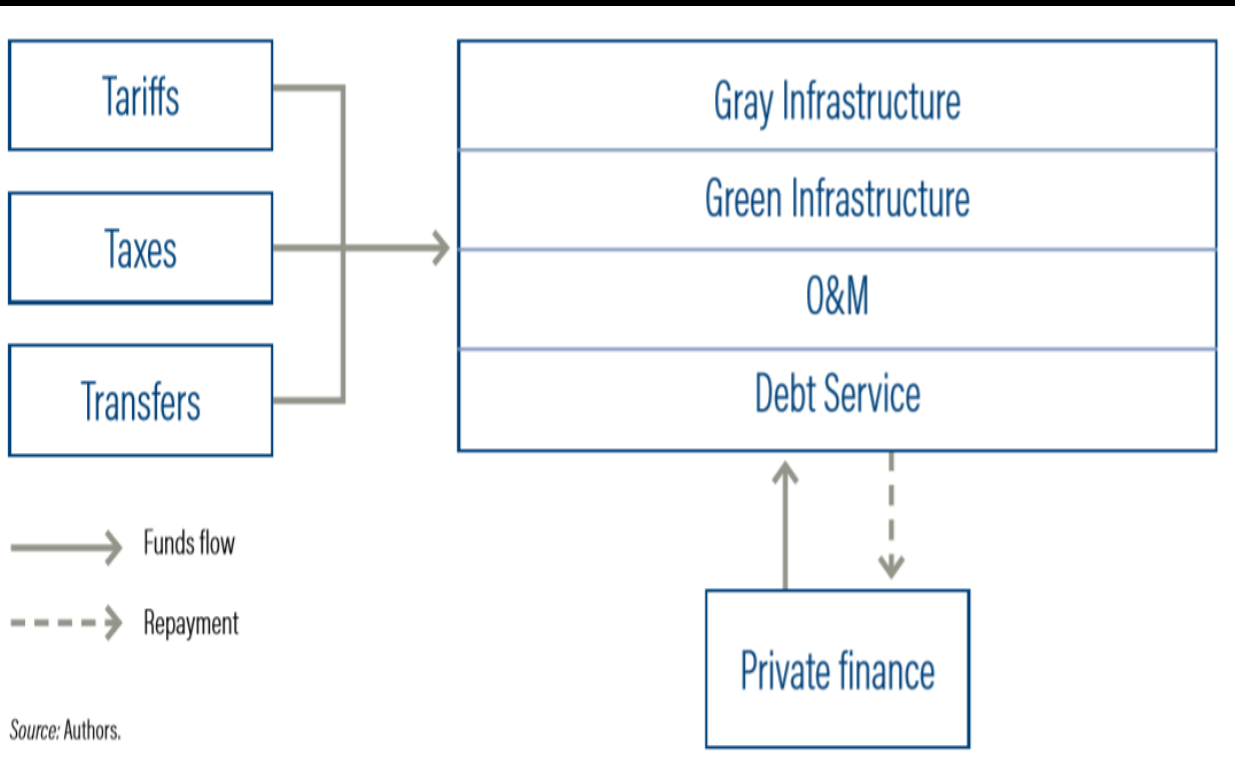 Tariffs
Taxes
Transfers
Gray Infrastructure
Green Infrastructure
O&M
Debt Service
Private finance
Funds flow
Repayment
Source: Authors.